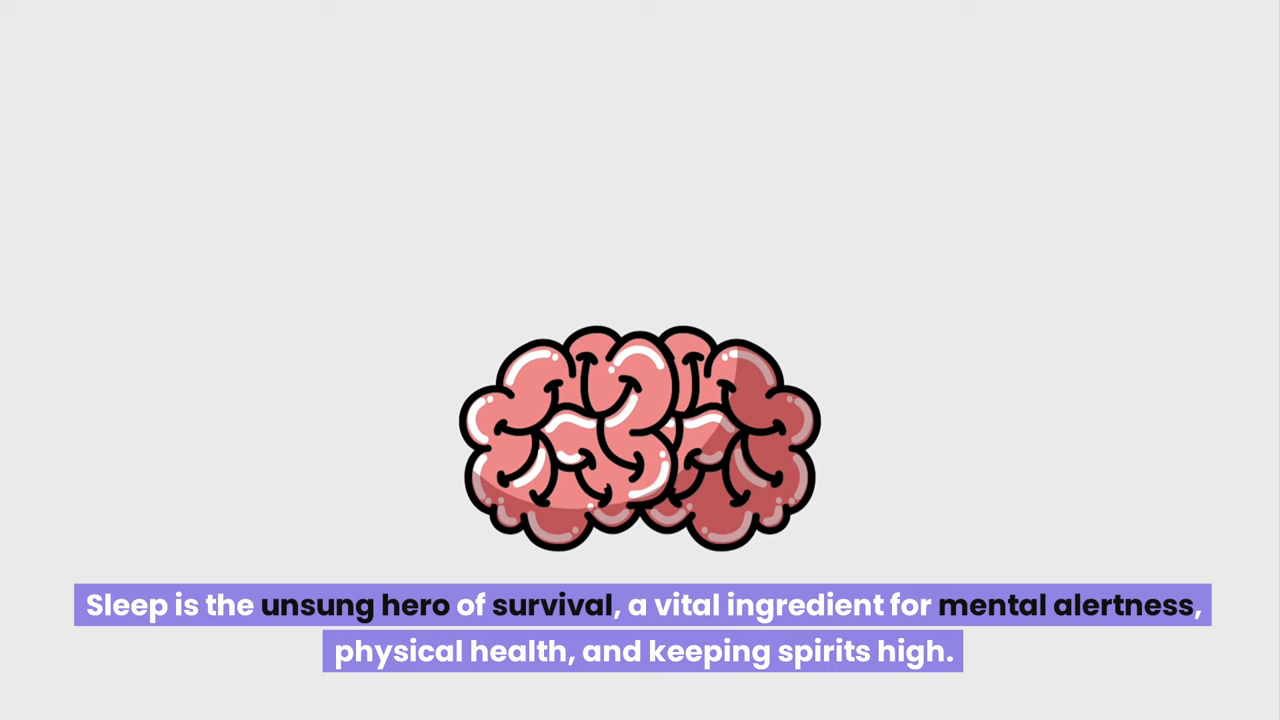 Sleep is the unsung hero of survival, a vital ingredient for mental alertness,
physical health, and keeping spirits high.